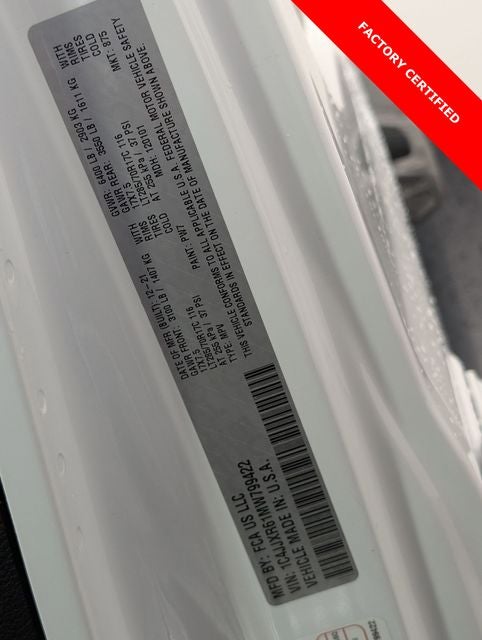 FACTORY CERTIFIED
MFD BY: FCA US LLC
VIN: 1C4JJXR61MW799422
VEHICLE MADE IN: U.S.A.
DATE OF MFR (BUILT): 12-21
GVWR: 6400 LB / 2903 KG
GAWR FRONT: 3100 LB / 1407 KG WITH
GAWR REAR: 3550 LB / 1611 KG WITH
17X7.5 RIMS
17X7.5 RIMS
LT285/70R17C 116 TIRES
LT285/70R17C 116 TIRES
AT 255 KPa / 37 PSI COLD
AT 255 KPa / 37 PSI COLD
TYPE: MPV PAINT: PW7 MDH: 120101 MKT: 875
THIS VEHICLE CONFORMS TO ALL APPLICABLE U.S.A. FEDERAL MOTOR VEHICLE SAFETY
STANDARDS IN EFFECT ON THE DATE OF MANUFACTURE SHOWN ABOVE.